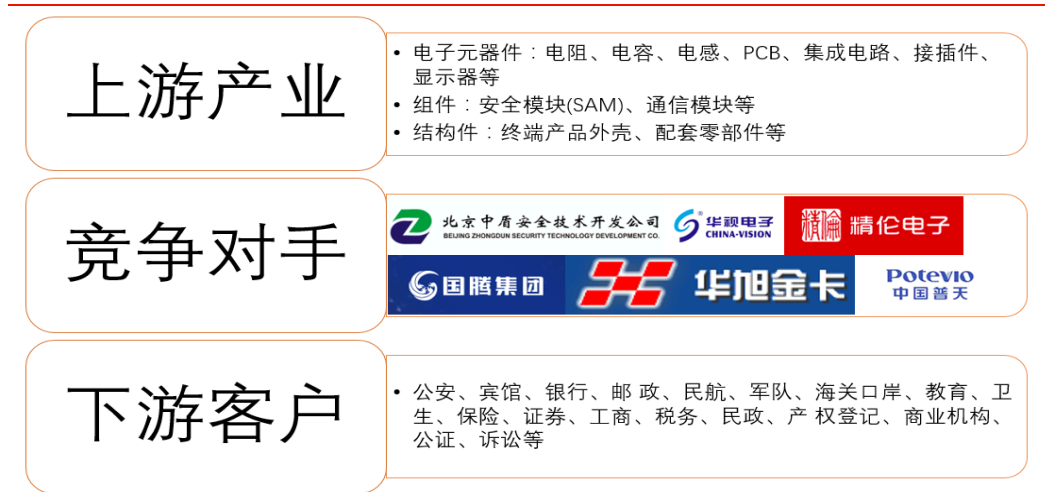 上游产业
• 电子元器件：电阻、电容、电感、PCB、集成电路、接插件、
显示器等
• 组件：安全模块(SAM)、通信模块等
• 结构件：终端产品外壳、配套零部件等
竞争对手
北京中盾安全技术开发公司
BEIJING ZHONGDUN SECURITY TECHNOLOGY DEVELOPMENT CO.
华视电子
CHINA-VISION
精倫
精伦电子
国腾集团
华旭金卡
Potevio
中国普天
下游客户
• 公安、宾馆、银行、邮 政、民航、军队、海关口岸、教育、卫
生、保险、证券、工商、税务、民政、产 权登记、商业机构、
公证、诉讼等